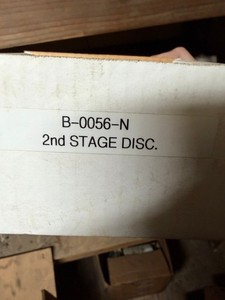 B-0056-N
2nd STAGE DISC.